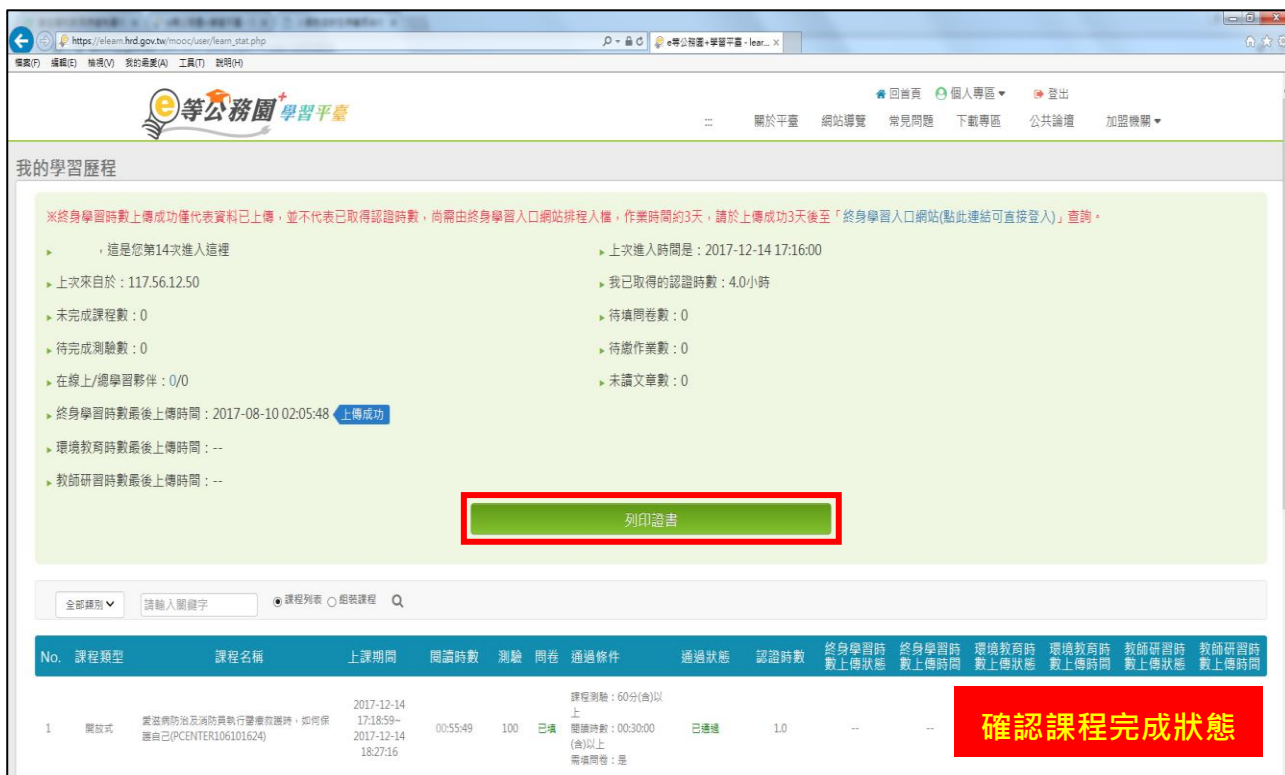 https://elearn.hrd.gov.tw/mooc/user/learn_stat.php
e等公務園+學習平臺 - lear... ×
檔案(F) 編輯(E) 檢視(V) 我的最愛(A) 工具(T) 說明(H)
e等公務園+學習平臺
回首頁 個人專區▼ 登出
::: 關於平臺 網站導覽 常見問題 下載專區 公共論壇 加盟機關▼
我的學習歷程
※終身學習時數上傳成功僅代表資料已上傳,並不代表已取得認證時數,尚需由終身學習入口網站排程入檔,作業時間約3天,請於上傳成功3天後至「終身學習入口網站(點此連結可直接登入)」查詢。
,這是您第14次進入這裡
上次進入時間是:2017-12-14 17:16:00
上次來自於:117.56.12.50
我已取得的認證時數:4.0小時
未完成課程數:0
待填問卷數:0
待完成測驗數:0
待繳作業數:0
在線上/總學習夥伴:0/0
未讀文章數:0
終身學習時數最後上傳時間:2017-08-10 02:05:48 上傳成功
環境教育時數最後上傳時間:--
教師研習時數最後上傳時間:--
列印證書
全部類別 請輸入關鍵字 課程列表 組裝課程
No. 課程類型 課程名稱 上課期間 閱讀時數 測驗 問卷 通過條件 通過狀態 認證時數 終身學習時數上傳狀態 終身學習時數上傳時間 環境教育時數上傳狀態 環境教育時數上傳時間 教師研習時數上傳狀態 教師研習時數上傳時間
1 開放式 愛滋病防治及消防員執行醫療救護時,如何保護自己(PCENTER106101624) 2017-12-14 17:18:59~ 2017-12-14 18:27:16 00:55:49 100 已填 課程測驗:60分(含)以上 閱讀時數:00:30:00(含)以上 需填問卷:是 已通過 1.0 -- --
確認課程完成狀態